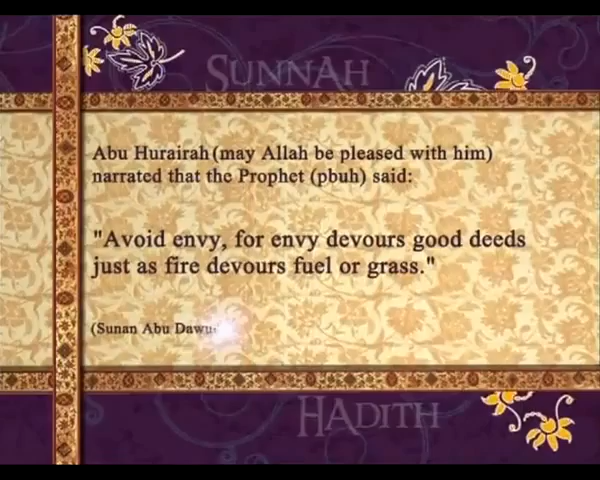 SUNNAH
Abu Hurairah (may Allah be pleased with him)
narrated that the Prophet (pbuh) said:
"Avoid envy, for envy devours good deeds
just as fire devours fuel or grass."
(Sunan Abu Dawu
HADITH